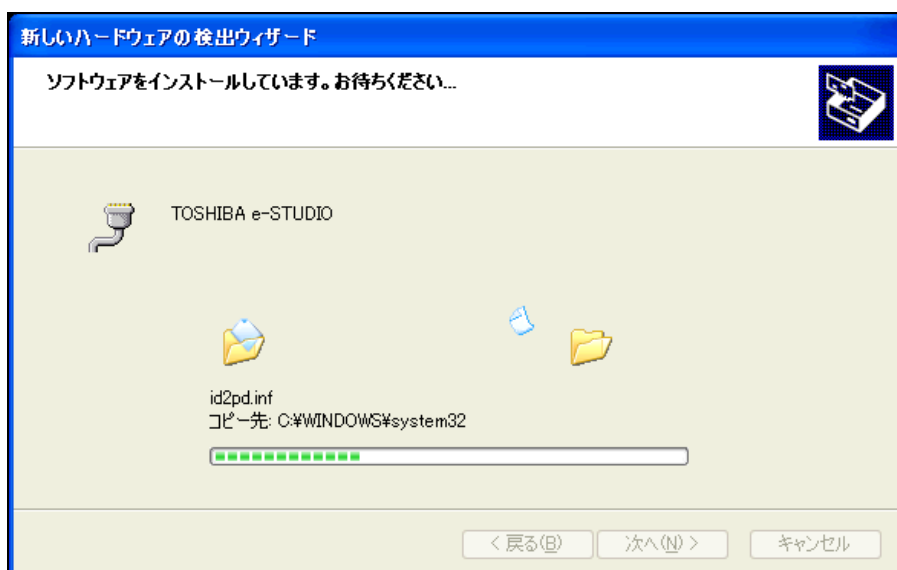 新しいハードウェアの検出ウィザード
ソフトウェアをインストールしています。お待ちください...
TOSHIBA e-STUDIO
id2pd.inf
コピー先: C:¥WINDOWS¥system32
< 戻る(B)
次へ(N) >
キャンセル